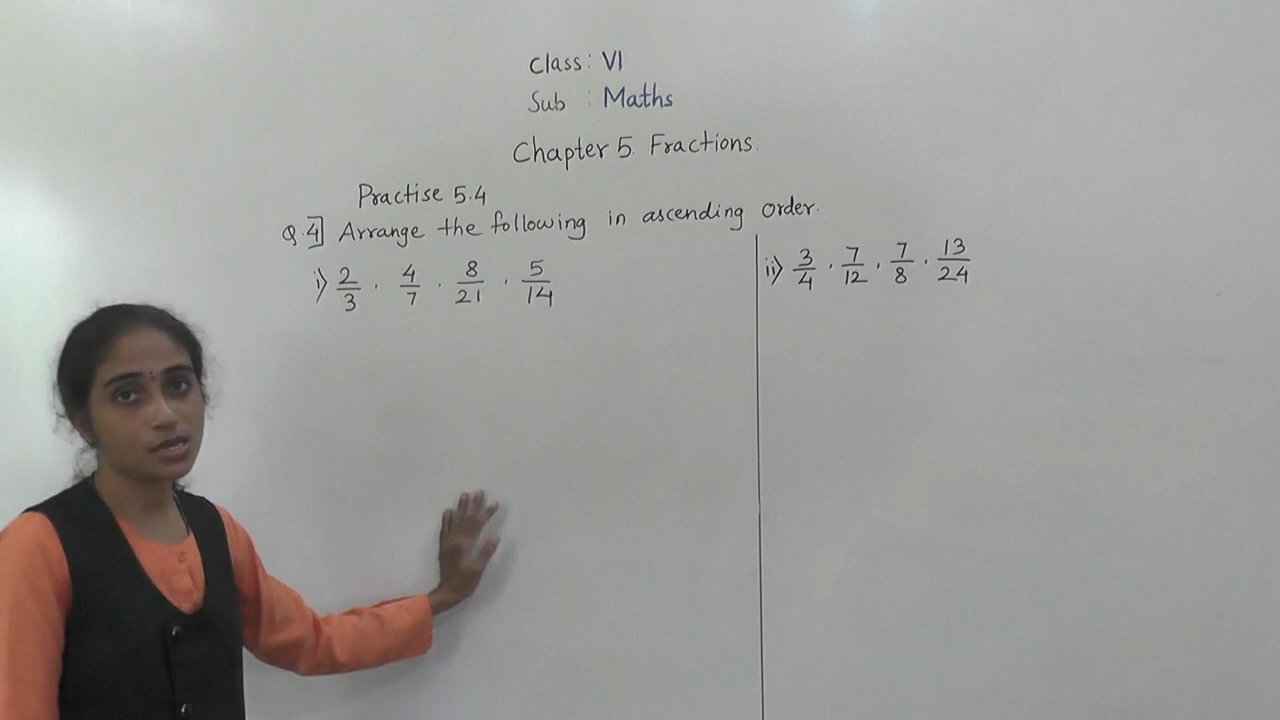 Class: VI
Sub : Maths
Chapter 5. Fractions.
Practise 5.4
Q.4] Arrange the following in ascending order.
i) 2/3 , 4/7 , 8/21 , 5/14
ii) 3/4 , 7/12 , 7/8 , 13/24